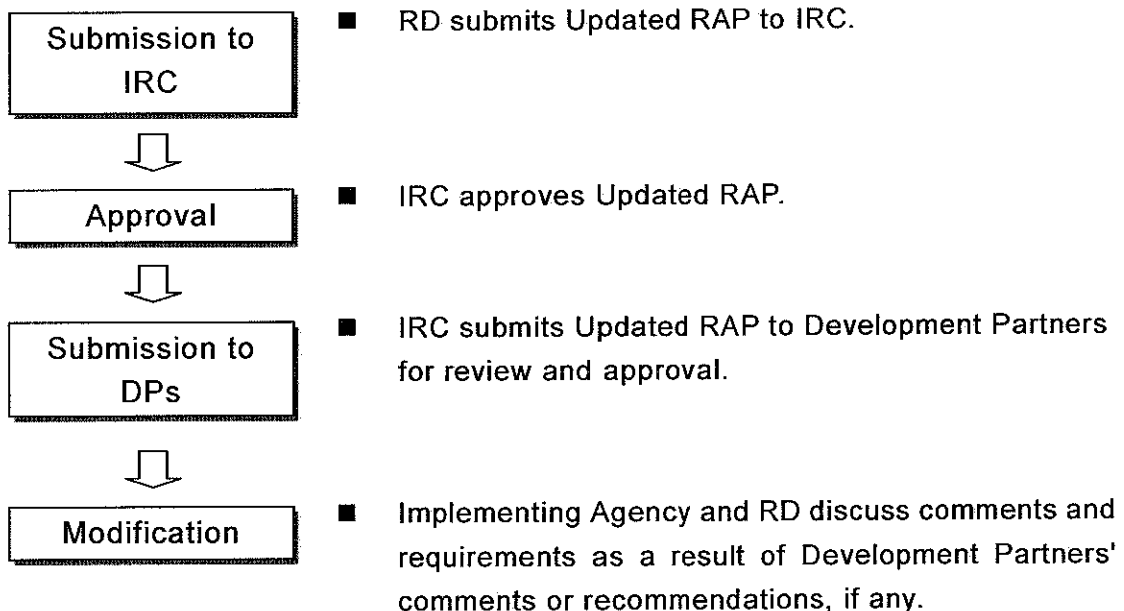 Submission to
IRC
■ RD submits Updated RAP to IRC.
Approval
■ IRC approves Updated RAP.
Submission to
DPs
■ IRC submits Updated RAP to Development Partners
for review and approval.
Modification
■ Implementing Agency and RD discuss comments and
requirements as a result of Development Partners'
comments or recommendations, if any.